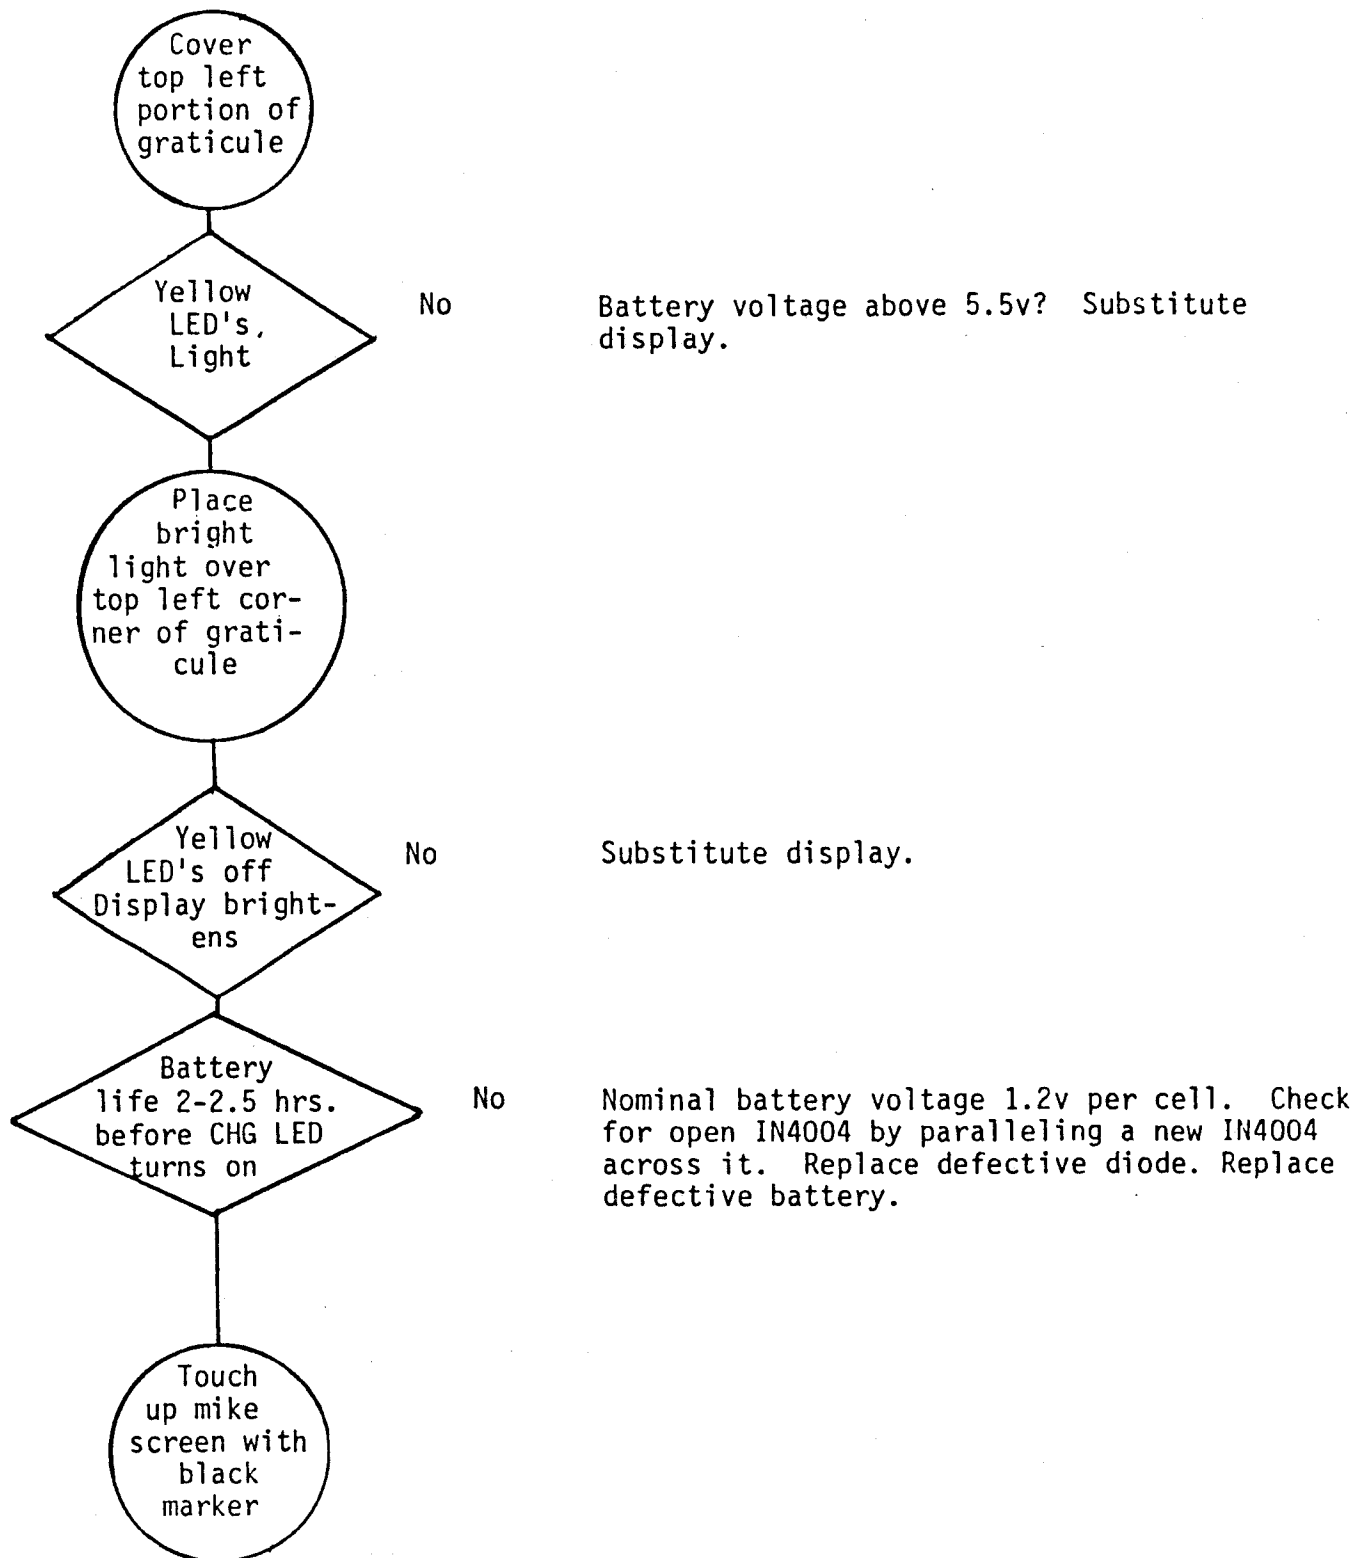 Cover
top left
portion of
graticule
Yellow
LED's.
Light
No
Battery voltage above 5.5v? Substitute
display.
Place
bright
light over
top left cor-
ner of grati-
cule
Yellow
LED's off
Display bright-
ens
No
Substitute display.
Battery
life 2-2.5 hrs.
before CHG LED
turns on
No
Nominal battery voltage 1.2v per cell. Check
for open IN4004 by paralleling a new IN4004
across it. Replace defective diode. Replace
defective battery.
Touch
up mike
screen with
black
marker